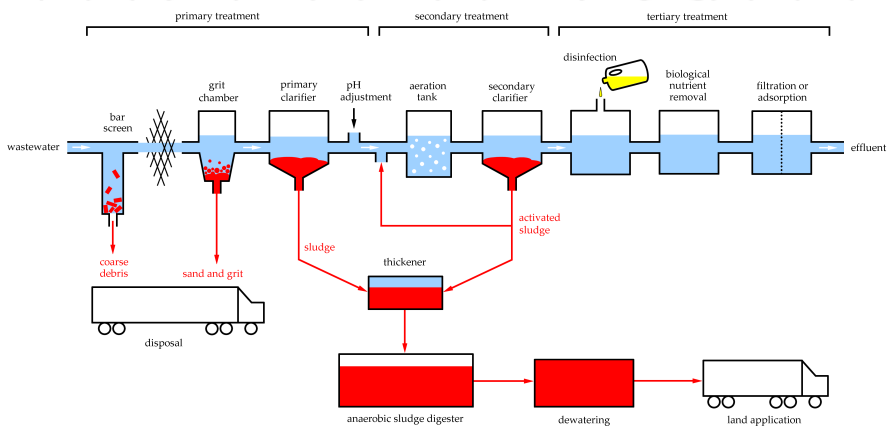 primary treatment
secondary treatment
tertiary treatment
disinfection
bar
screen
grit
chamber
primary
clarifier
pH
adjustment
aeration
tank
secondary
clarifier
biological
nutrient
removal
filtration or
adsorption
wastewater
effluent
coarse
debris
sand and grit
sludge
activated
sludge
thickener
disposal
anaerobic sludge digester
dewatering
land application